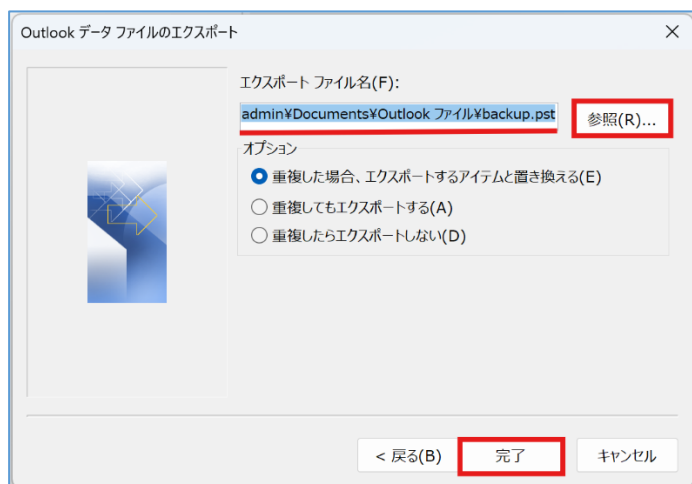 Outlook データ ファイルのエクスポート
エクスポート ファイル名(F):
admin¥Documents¥Outlook ファイル¥backup.pst
参照(R)...
オプション
重複した場合、エクスポートするアイテムと置き換える(E)
重複してもエクスポートする(A)
重複したらエクスポートしない(D)
< 戻る(B)
完了
キャンセル